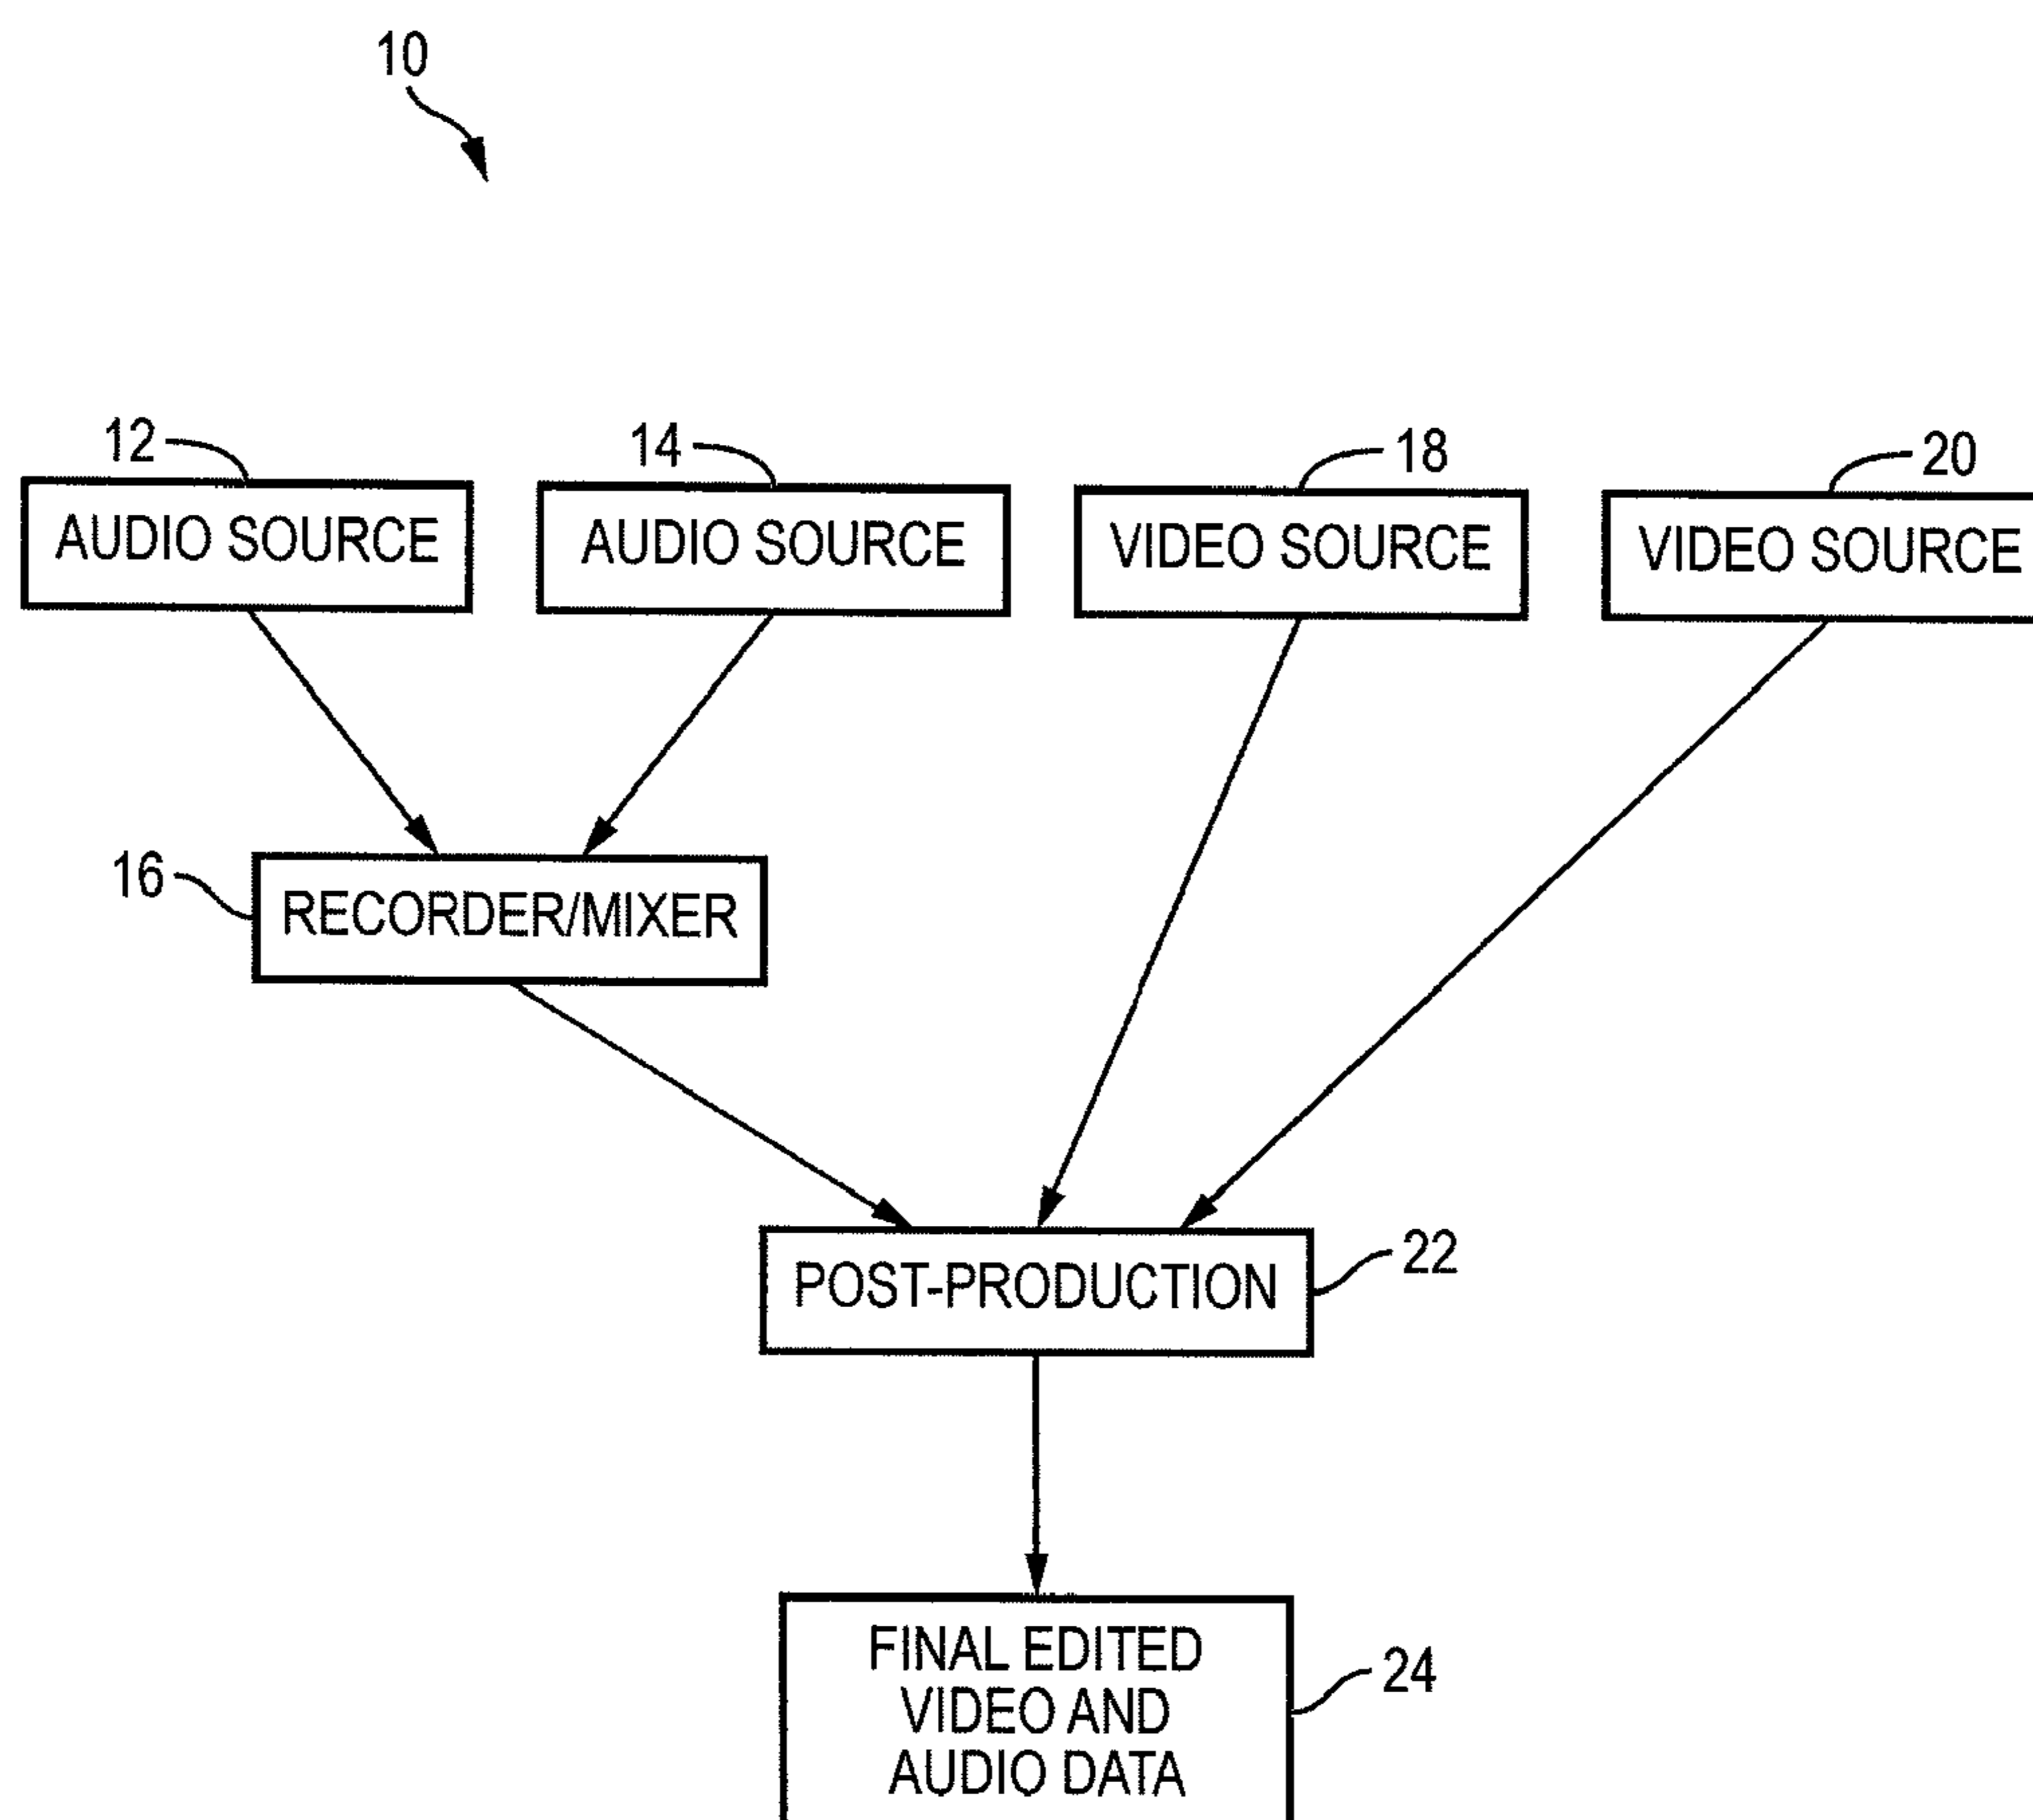 10
12
14
18
20
AUDIO SOURCE
AUDIO SOURCE
VIDEO SOURCE
VIDEO SOURCE
16
RECORDER/MIXER
POST-PRODUCTION
22
FINAL EDITED
VIDEO AND
AUDIO DATA
24